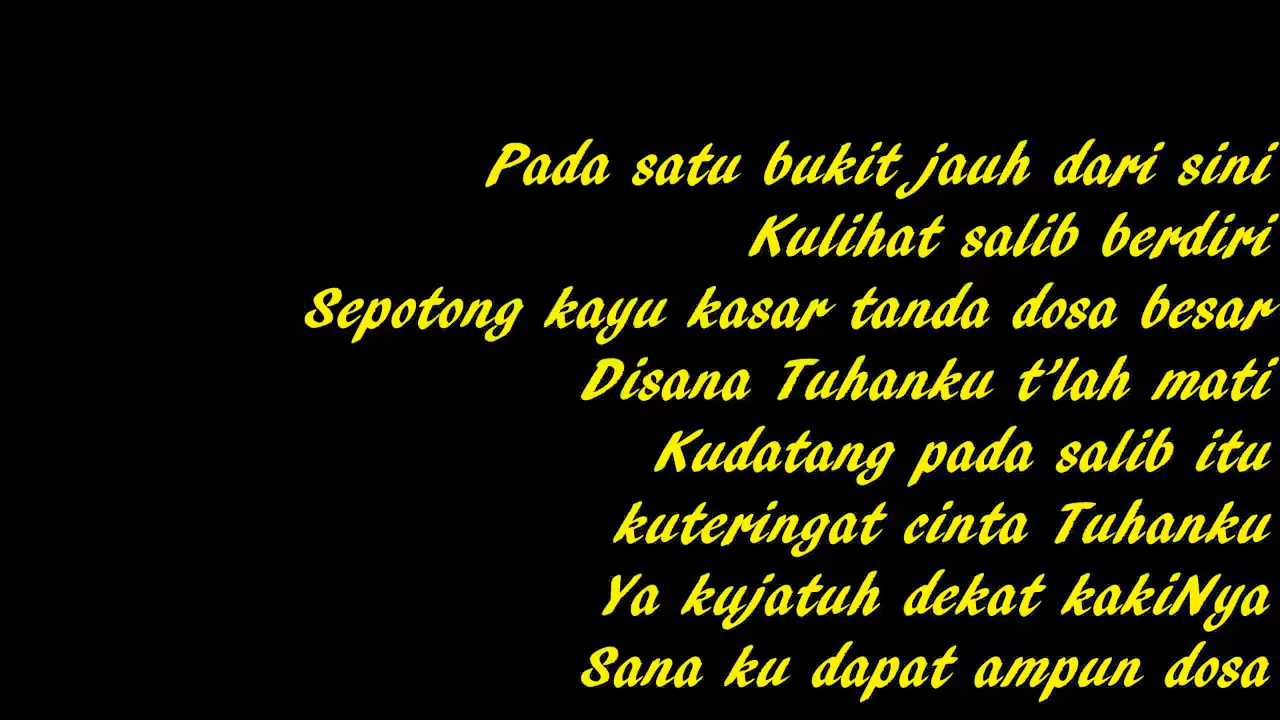 Pada satu bukit jauh dari sini
Kulihat salib berdiri
Sepotong kayu kasar tanda dosa besar
Disana Tuhanku t'lah mati
Kudatang pada salib itu
kuteringat cinta Tuhanku
Ya kujatuh dekat kakiNya
Sana ku dapat ampun dosa